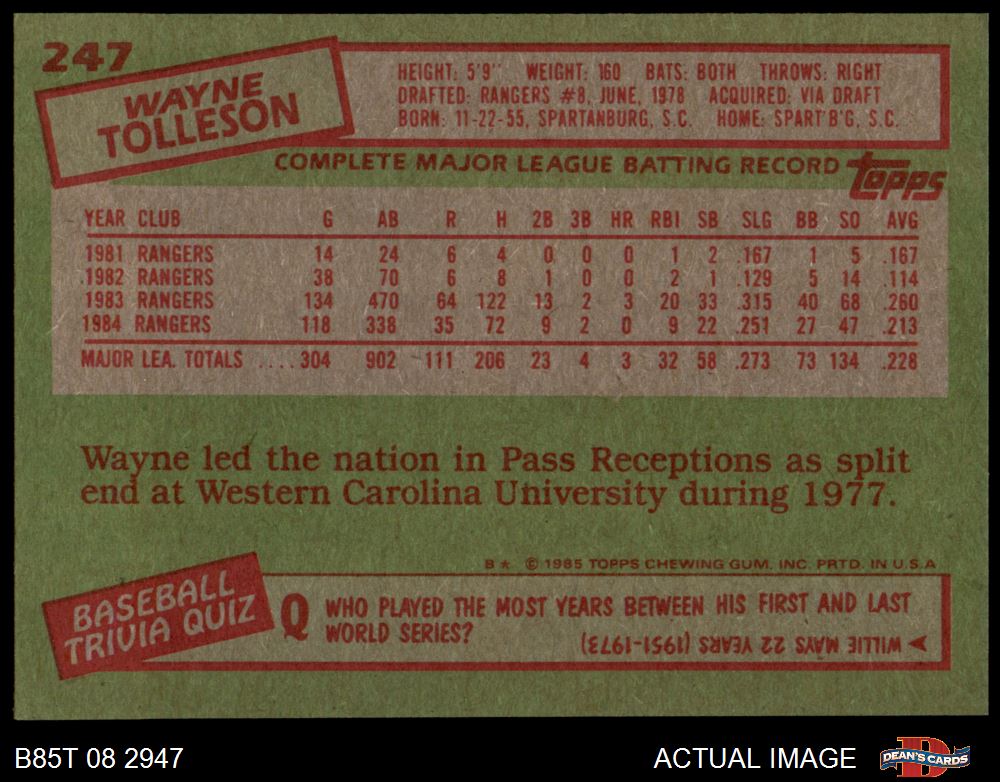 247
WAYNE
TOLLESON
HEIGHT: 5'9" WEIGHT: 160 BATS: BOTH THROWS: RIGHT
DRAFTED: RANGERS #8, JUNE, 1978 ACQUIRED: VIA DRAFT
BORN: 11-22-55, SPARTANBURG, S.C. HOME: SPART'B'G, S.C.
COMPLETE MAJOR LEAGUE BATTING RECORD topps
YEAR CLUB G AB R H 2B 3B HR RBI SB SLG BB SO AVG
1981 RANGERS 14 24 6 4 0 0 0 1 2 .167 1 5 .167
1982 RANGERS 38 70 6 8 1 0 0 2 1 .129 5 14 .114
1983 RANGERS 134 470 64 122 13 2 3 20 33 .315 40 68 .260
1984 RANGERS 118 338 35 72 9 2 0 9 22 .251 27 47 .213
MAJOR LEA. TOTALS ....304 902 111 206 23 4 3 32 58 .273 73 134 .228
Wayne led the nation in Pass Receptions as split
end at Western Carolina University during 1977.
B* © 1985 TOPPS CHEWING GUM, INC. PRTD. IN U.S.A
BASEBALL
TRIVIA QUIZ
Q WHO PLAYED THE MOST YEARS BETWEEN HIS FIRST AND LAST
WORLD SERIES?
WILLIE MAYS 22 YEARS (1951-1973)
B85T 08 2947
ACTUAL IMAGE
D
DEAN'S CARDS